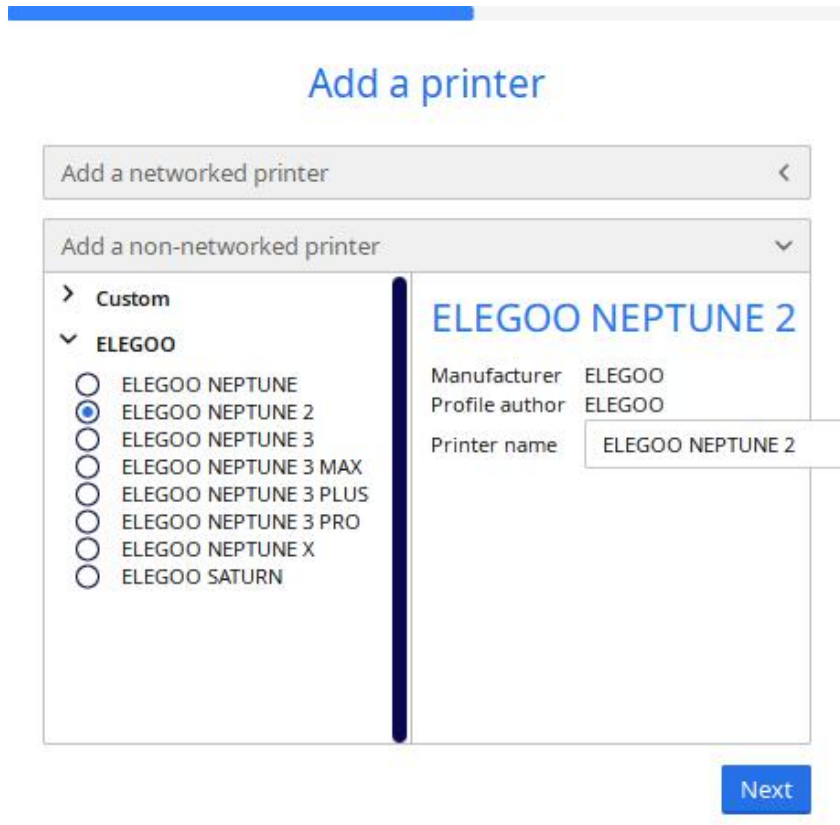 Add a printer
Add a networked printer
Add a non-networked printer
Custom
ELEGOO
ELEGOO NEPTUNE
ELEGOO NEPTUNE 2
ELEGOO NEPTUNE 3
ELEGOO NEPTUNE 3 MAX
ELEGOO NEPTUNE 3 PLUS
ELEGOO NEPTUNE 3 PRO
ELEGOO NEPTUNE X
ELEGOO SATURN
ELEGOO NEPTUNE 2
Manufacturer ELEGOO
Profile author ELEGOO
Printer name ELEGOO NEPTUNE 2
Next